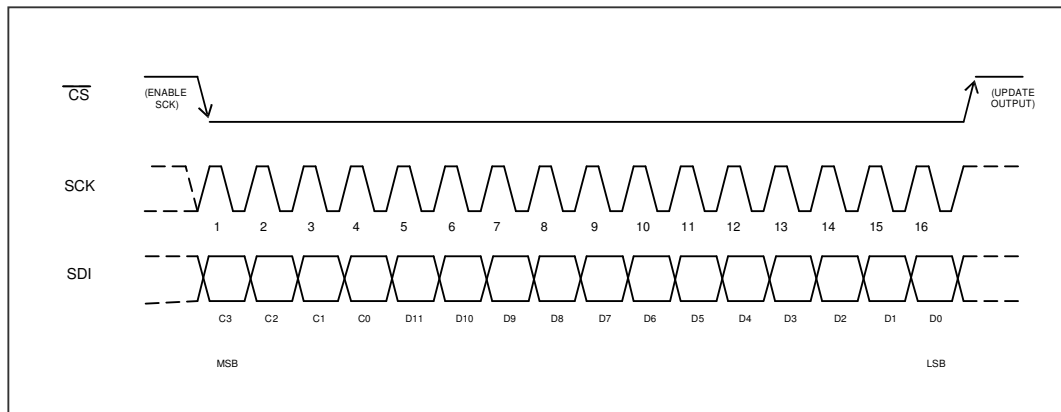 CS
(ENABLE
SCK)
(UPDATE
OUTPUT)
SCK
1 2 3 4 5 6 7 8 9 10 11 12 13 14 15 16
SDI
C3 C2 C1 C0 D11 D10 D9 D8 D7 D6 D5 D4 D3 D2 D1 D0
MSB LSB